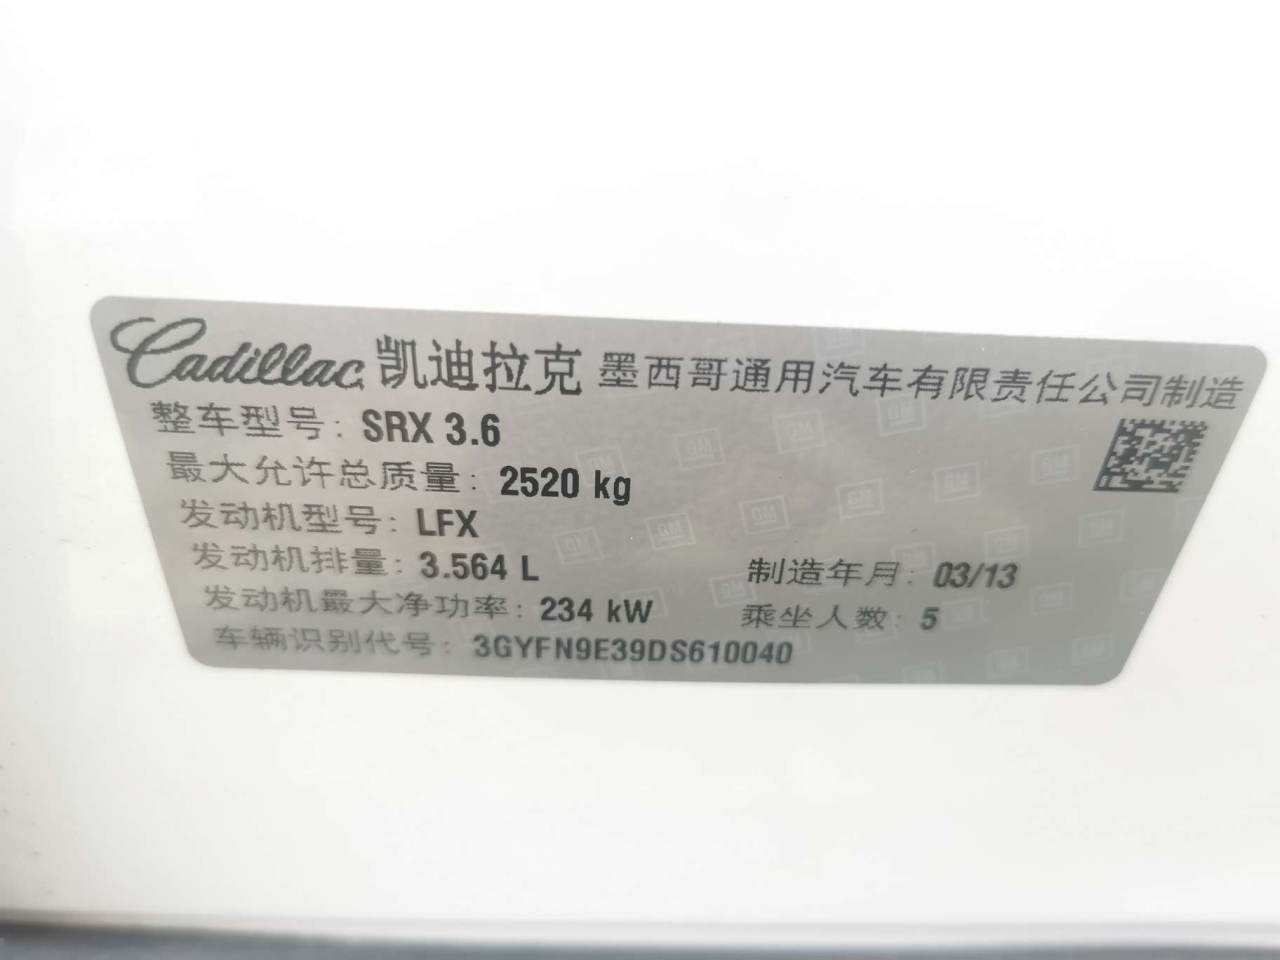 Cadillac 凯迪拉克 墨西哥通用汽车有限责任公司制造
整车型号: SRX 3.6
最大允许总质量: 2520 kg
发动机型号: LFX
发动机排量: 3.564 L 制造年月: 03/13
发动机最大净功率: 234 kW 乘坐人数: 5
车辆识别代号: 3GYFN9E39DS610040